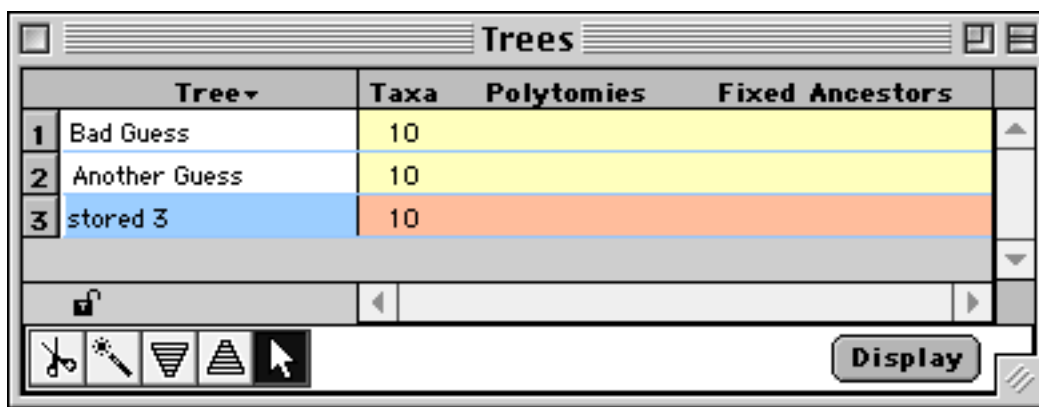 Trees
Tree Taxa Polytomies Fixed Ancestors
1 Bad Guess 10
2 Another Guess 10
3 stored 3 10
Display